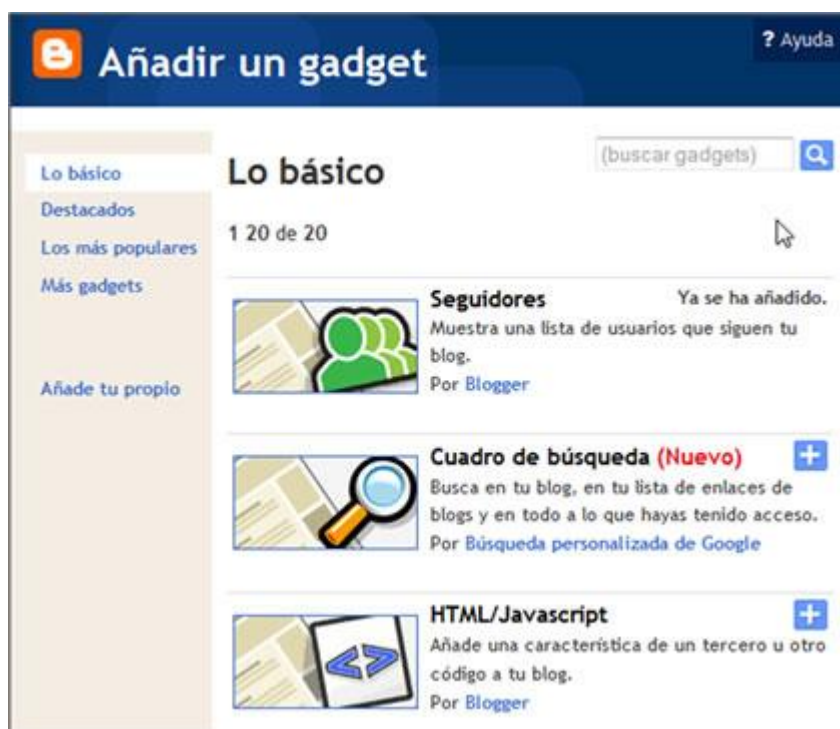 Añadir un gadget
? Ayuda
Lo básico
Destacados
Los más populares
Más gadgets
Añade tu propio
Lo básico
(buscar gadgets)
1 20 de 20
Seguidores
Ya se ha añadido.
Muestra una lista de usuarios que siguen tu
blog.
Por Blogger
Cuadro de búsqueda (Nuevo)
Busca en tu blog, en tu lista de enlaces de
blogs y en todo a lo que hayas tenido acceso.
Por Búsqueda personalizada de Google
HTML/Javascript
Añade una característica de un tercero u otro
código a tu blog.
Por Blogger